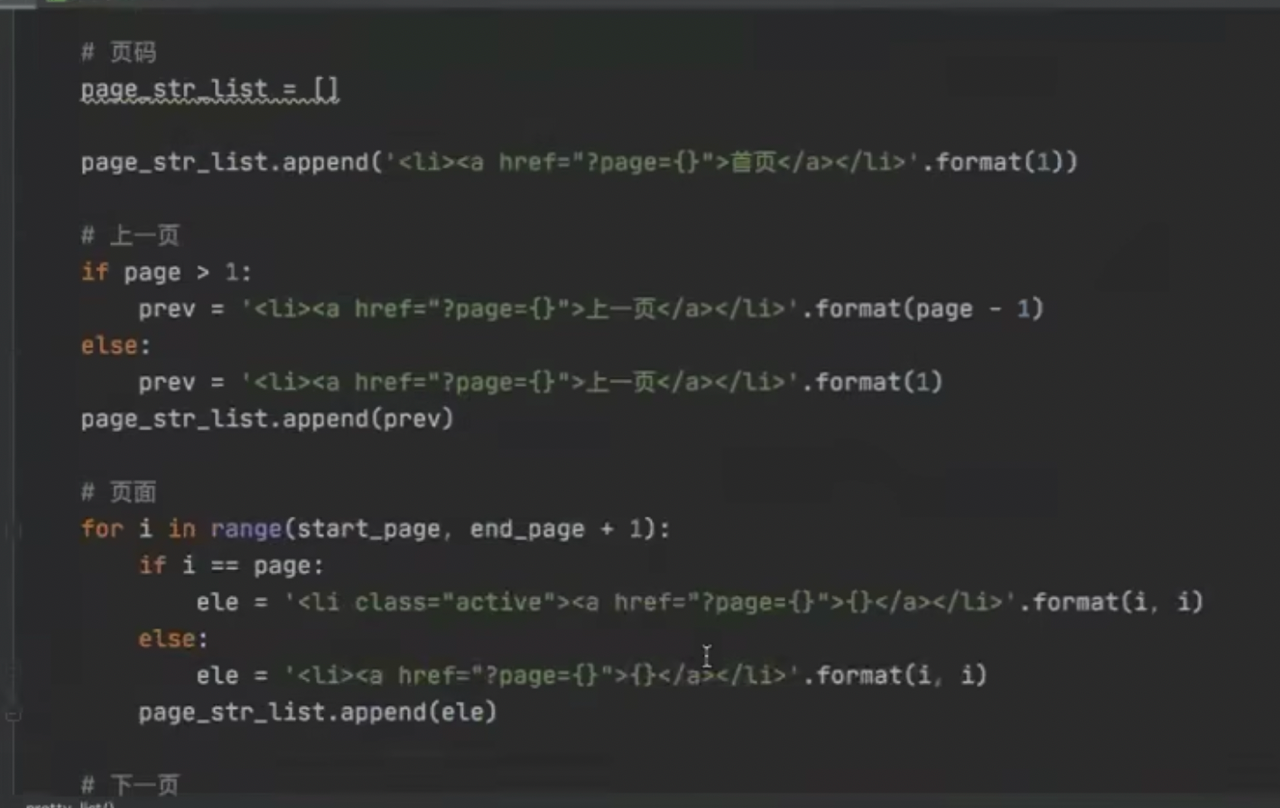 # 页码
page_str_list = []
page_str_list.append('<li><a href="?page={}">首页</a></li>'.format(1))
# 上一页
if page > 1:
    prev = '<li><a href="?page={}">上一页</a></li>'.format(page - 1)
else:
    prev = '<li><a href="?page={}">上一页</a></li>'.format(1)
page_str_list.append(prev)
# 页面
for i in range(start_page, end_page + 1):
    if i == page:
        ele = '<li class="active"><a href="?page={}">{}</a></li>'.format(i, i)
    else:
        ele = '<li><a href="?page={}">{}</a></li>'.format(i, i)
    page_str_list.append(ele)
# 下一页
pretty_list()